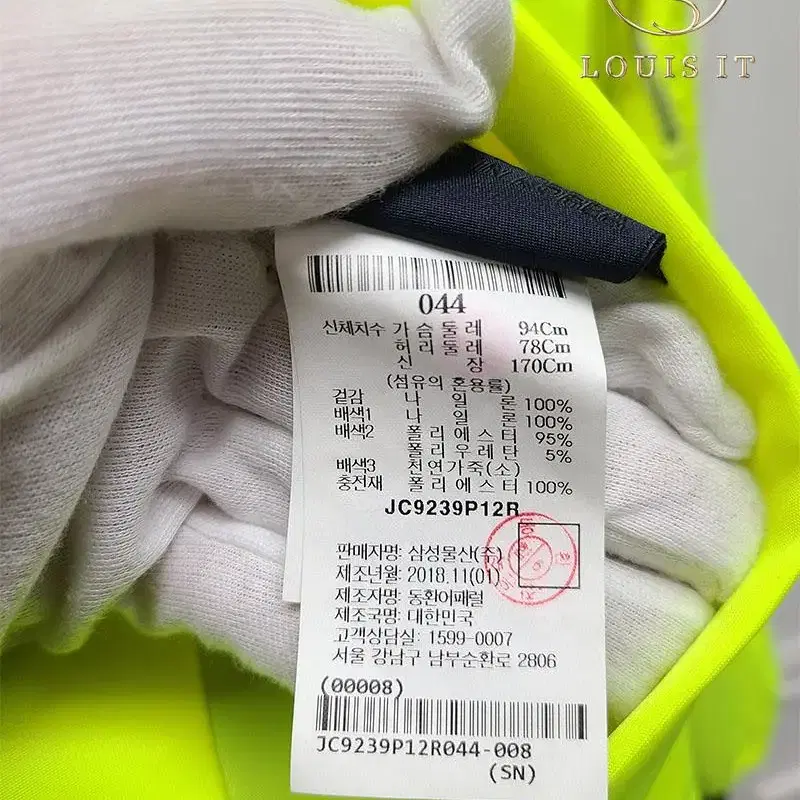 LOUIS IT
044
신체치수 가 슴 둘 레 94Cm
허 리 둘 레 78Cm
신 장 170Cm
(섬유의 혼용률)
겉감 나 일 론 100%
배색1 나 일 론 100%
배색2 폴 리 에 스 터 95%
폴 리 우 레 탄 5%
배색3 천연가죽(소)
충전재 폴 리 에 스 터 100%
JC9239P12R
판매자명: 삼성물산(주)
제조년월: 2018.11(01)
제조자명: 동환어패럴
제조국명: 대한민국
고객상담실: 1599-0007
서울 강남구 남부순환로 2806
(00008)
JC9239P12R044-008
(SN)